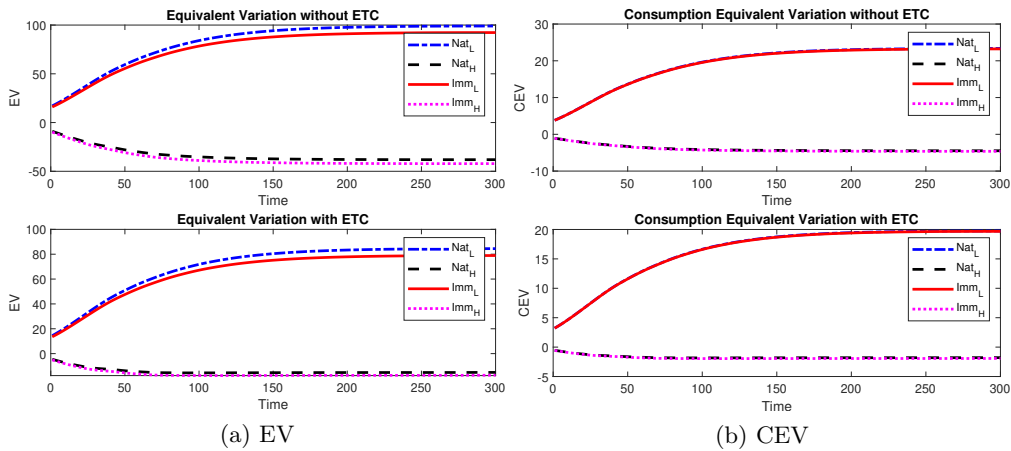 Equivalent Variation without ETC
100
50
0
-50
EV
0 50 100 150 200 250 300
Time
Nat_L
Nat_H
Imm_L
Imm_H
Consumption Equivalent Variation without ETC
30
20
10
0
-10
CEV
0 50 100 150 200 250 300
Time
Nat_L
Nat_H
Imm_L
Imm_H
Equivalent Variation with ETC
100
80
60
40
20
0
EV
0 50 100 150 200 250 300
Time
Nat_L
Nat_H
Imm_L
Imm_H
Consumption Equivalent Variation with ETC
20
15
10
5
0
-5
CEV
0 50 100 150 200 250 300
Time
Nat_L
Nat_H
Imm_L
Imm_H
(a) EV
(b) CEV